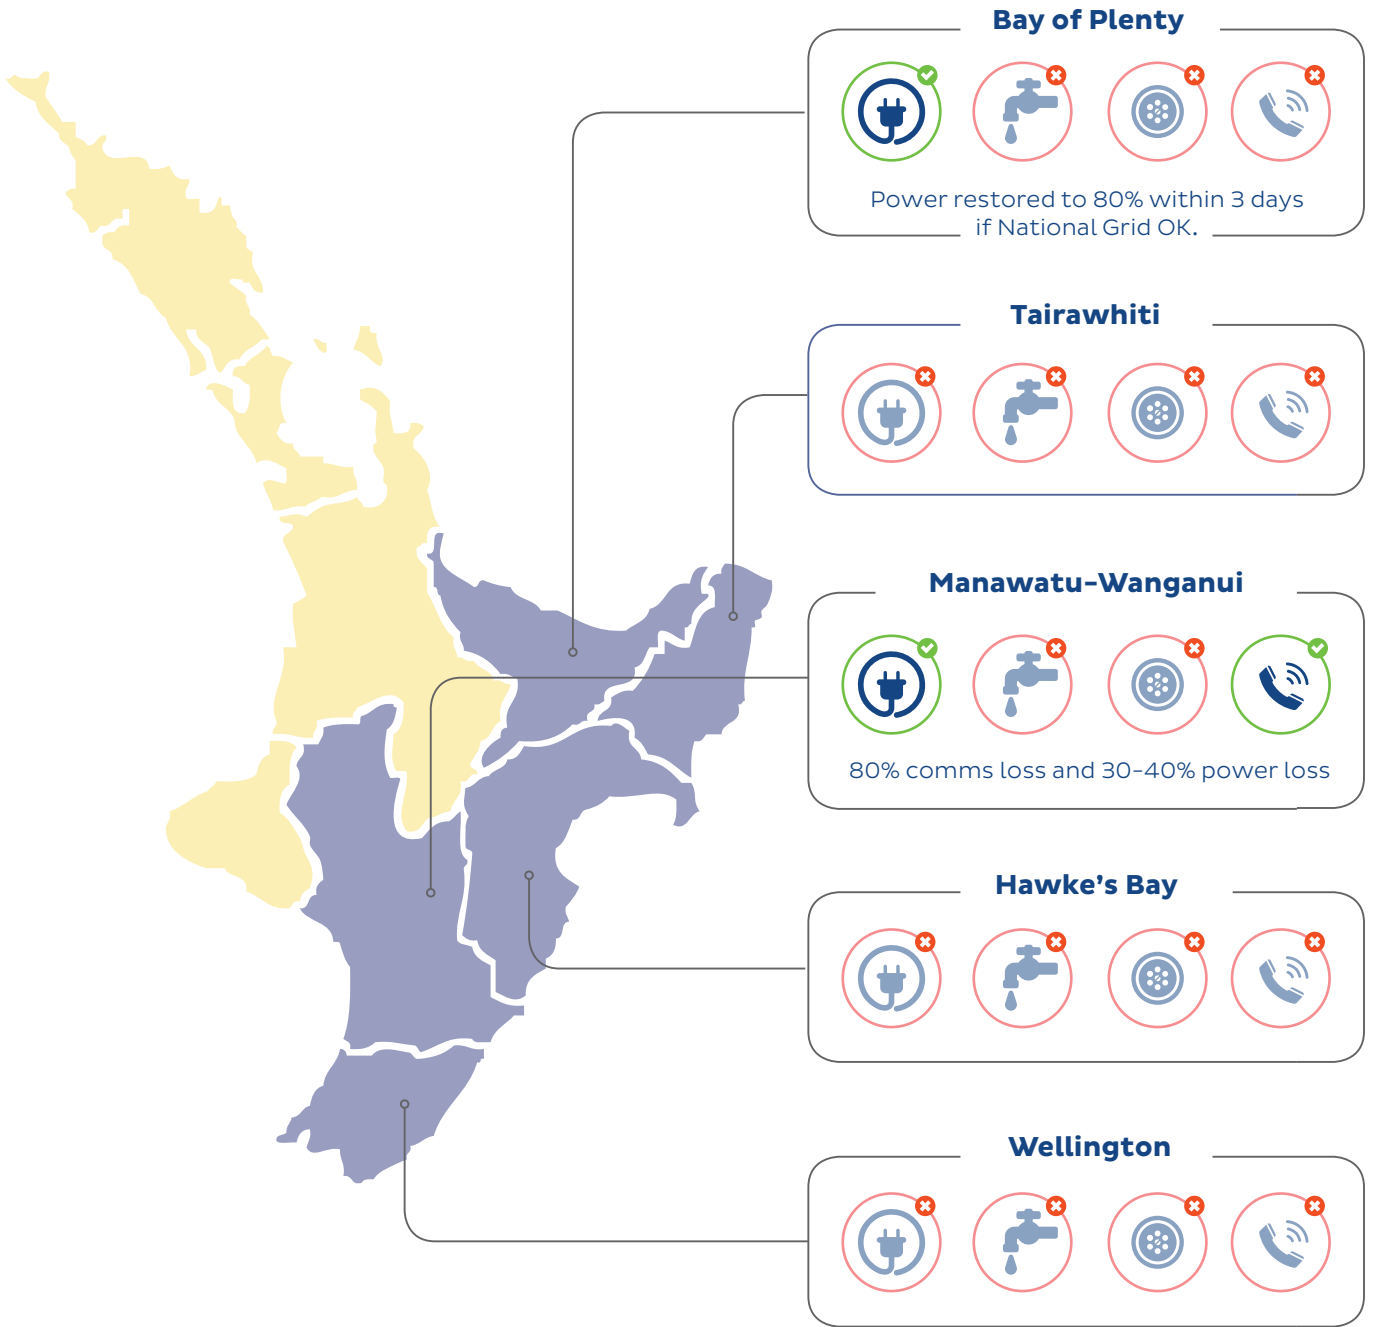 Bay of Plenty
Power restored to 80% within 3 days
if National Grid OK.
Tairawhiti
Manawatu-Wanganui
80% comms loss and 30-40% power loss
Hawke's Bay
Wellington